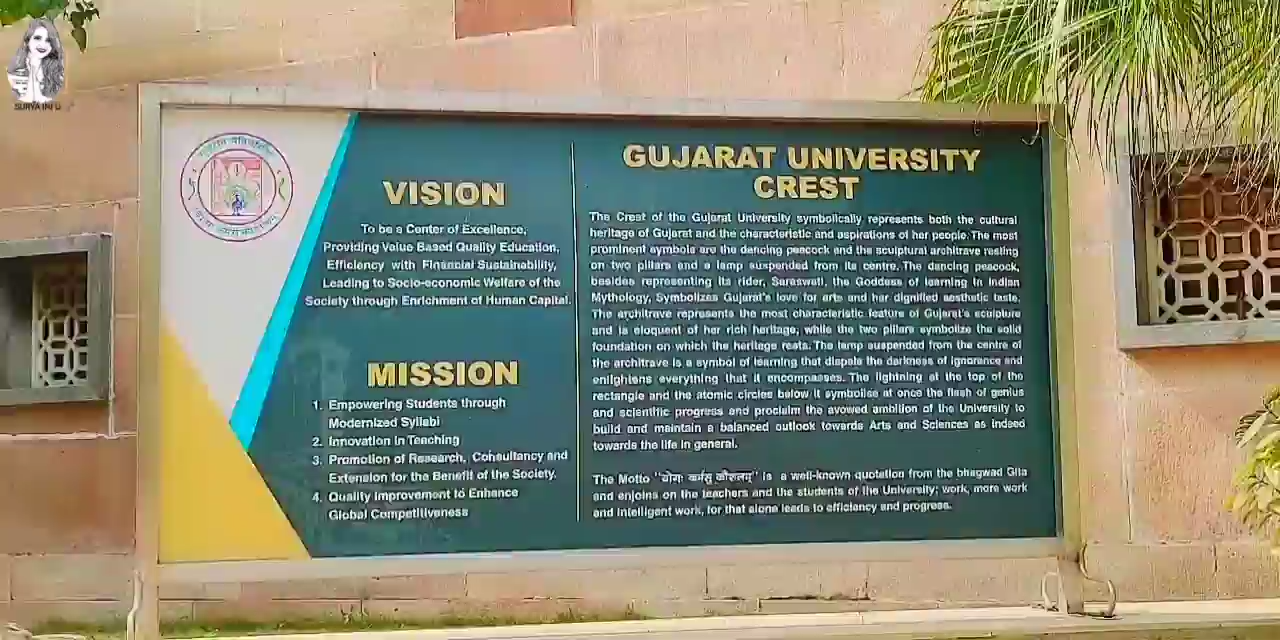 SURYA INFO
VISION
To be a Center of Excellence,
Providing Value Based Quality Education,
Efficiency with Financial Sustainability,
Leading to Socio-economic Welfare of the
Society through Enrichment of Human Capital.
MISSION
1. Empowering Students through
Modernized Syllabi
2. Innovation in Teaching
3. Promotion of Research, Consultancy and
Extension for the Benefit of the Society.
4. Quality Improvement to Enhance
Global Competitiveness
GUJARAT UNIVERSITY
CREST
The Crest of the Gujarat University symbolically represents both the cultural
heritage of Gujarat and the characteristic and aspirations of her people. The most
prominent symbols are the dancing peacock and the sculptural architrave resting
on two pillars and a lamp suspended from its centre. The dancing peacock,
besides representing its rider, Saraswati, the Goddess of learning in Indian
Mythology, Symbolizes Gujarat's love for arts and her dignified aesthetic taste.
The architrave represents the most characteristic feature of Gujarat's sculpture
and is eloquent of her rich heritage; while the two pillars symbolize the solid
foundation on which the heritage rests. The lamp suspended from the centre of
the architrave is a symbol of learning that dispels the darkness of ignorance and
enlightens everything that it encompasses. The lightning at the top of the
rectangle and the atomic circles below it symbolise at once the flash of genius
and scientific progress and proclaim the avowed ambition of the University to
build and maintain a balanced outlook towards Arts and Sciences as indeed
towards the life in general.
The Motto "योगः कर्मसु कौशलम्" is a well-known quotation from the bhagwad Gita
and enjoins on the teachers and the students of the University; work, more work
and intelligent work, for that alone leads to efficiency and progress.